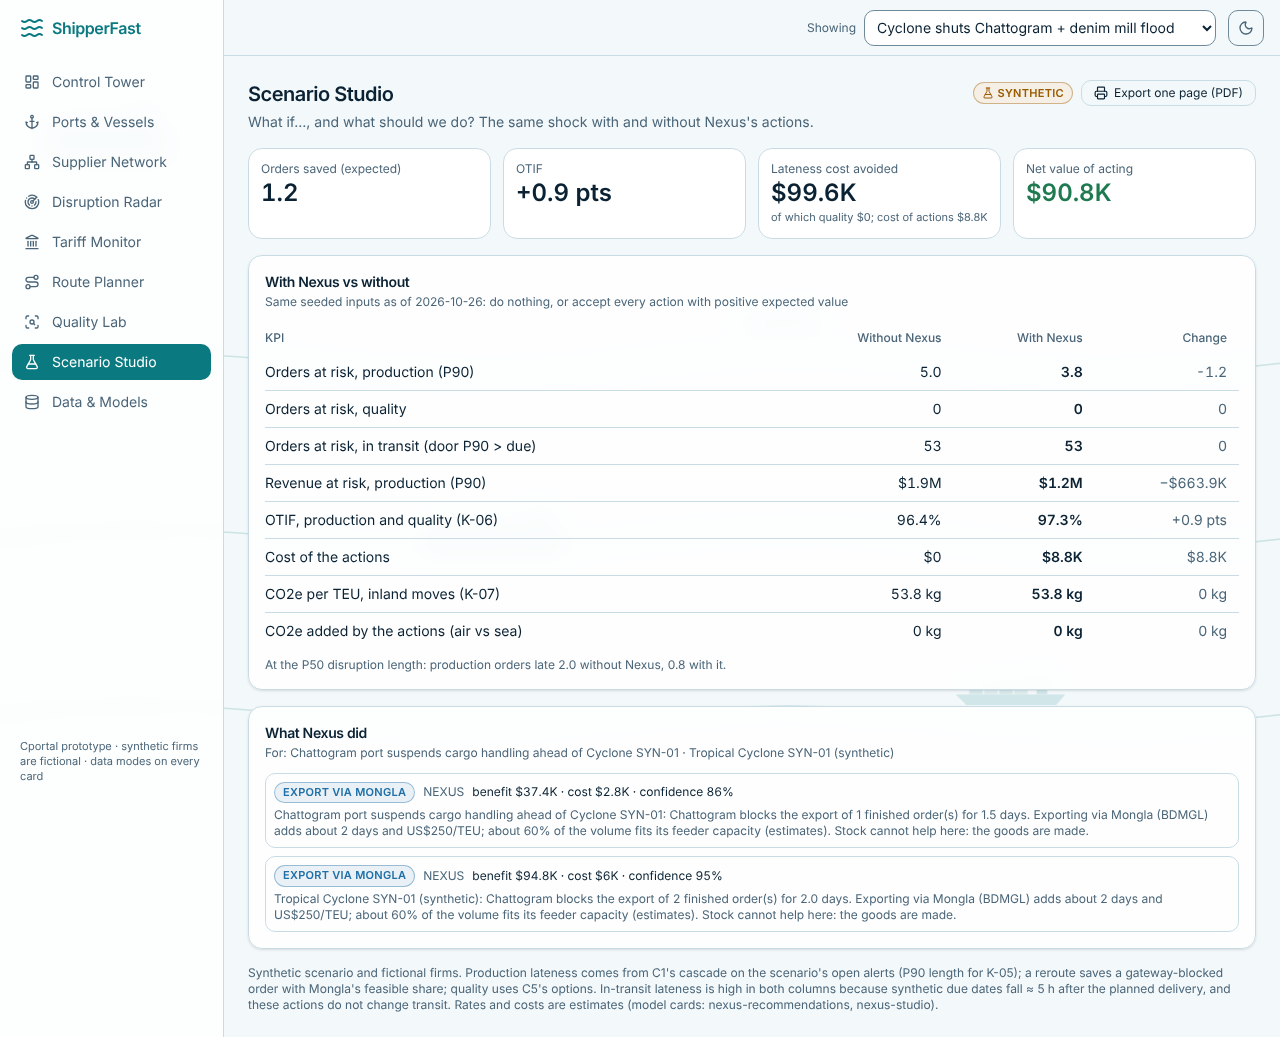 ShipperFast
Control Tower
Ports & Vessels
Supplier Network
Disruption Radar
Tariff Monitor
Route Planner
Quality Lab
Scenario Studio
Data & Models
Cportal prototype · synthetic firms
are fictional · data modes on every
card
Showing Cyclone shuts Chattogram + denim mill flood
Scenario Studio
SYNTHETIC Export one page (PDF)
What if..., and what should we do? The same shock with and without Nexus's actions.
Orders saved (expected)
1.2
OTIF
+0.9 pts
Lateness cost avoided
$99.6K
of which quality $0; cost of actions $8.8K
Net value of acting
$90.8K
With Nexus vs without
Same seeded inputs as of 2026-10-26: do nothing, or accept every action with positive expected value
KPI Without Nexus With Nexus Change
Orders at risk, production (P90) 5.0 3.8 -1.2
Orders at risk, quality 0 0 0
Orders at risk, in transit (door P90 > due) 53 53 0
Revenue at risk, production (P90) $1.9M $1.2M −$663.9K
OTIF, production and quality (K-06) 96.4% 97.3% +0.9 pts
Cost of the actions $0 $8.8K $8.8K
CO2e per TEU, inland moves (K-07) 53.8 kg 53.8 kg 0 kg
CO2e added by the actions (air vs sea) 0 kg 0 kg 0 kg
At the P50 disruption length: production orders late 2.0 without Nexus, 0.8 with it.
What Nexus did
For: Chattogram port suspends cargo handling ahead of Cyclone SYN-01 · Tropical Cyclone SYN-01 (synthetic)
EXPORT VIA MONGLA NEXUS benefit $37.4K · cost $2.8K · confidence 86%
Chattogram port suspends cargo handling ahead of Cyclone SYN-01: Chattogram blocks the export of 1 finished order(s) for 1.5 days. Exporting via Mongla (BDMGL)
adds about 2 days and US$250/TEU; about 60% of the volume fits its feeder capacity (estimates). Stock cannot help here: the goods are made.
EXPORT VIA MONGLA NEXUS benefit $94.8K · cost $6K · confidence 95%
Tropical Cyclone SYN-01 (synthetic): Chattogram blocks the export of 2 finished order(s) for 2.0 days. Exporting via Mongla (BDMGL) adds about 2 days and
US$250/TEU; about 60% of the volume fits its feeder capacity (estimates). Stock cannot help here: the goods are made.
Synthetic scenario and fictional firms. Production lateness comes from C1's cascade on the scenario's open alerts (P90 length for K-05); a reroute saves a gateway-blocked
order with Mongla's feasible share; quality uses C5's options. In-transit lateness is high in both columns because synthetic due dates fall ≈ 5 h after the planned delivery, and
these actions do not change transit. Rates and costs are estimates (model cards: nexus-recommendations, nexus-studio).